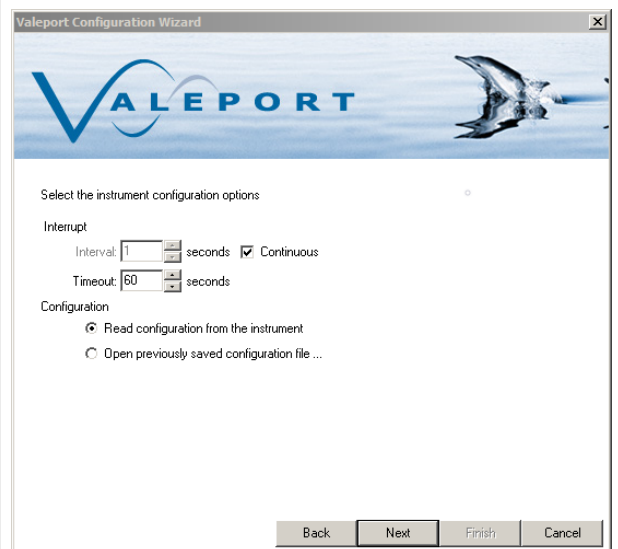 Valeport Configuration Wizard
VALEPORT
Select the instrument configuration options
Interrupt
Interval: 1 seconds Continuous
Timeout: 60 seconds
Configuration
Read configuration from the instrument
Open previously saved configuration file ...
Back Next Finish Cancel